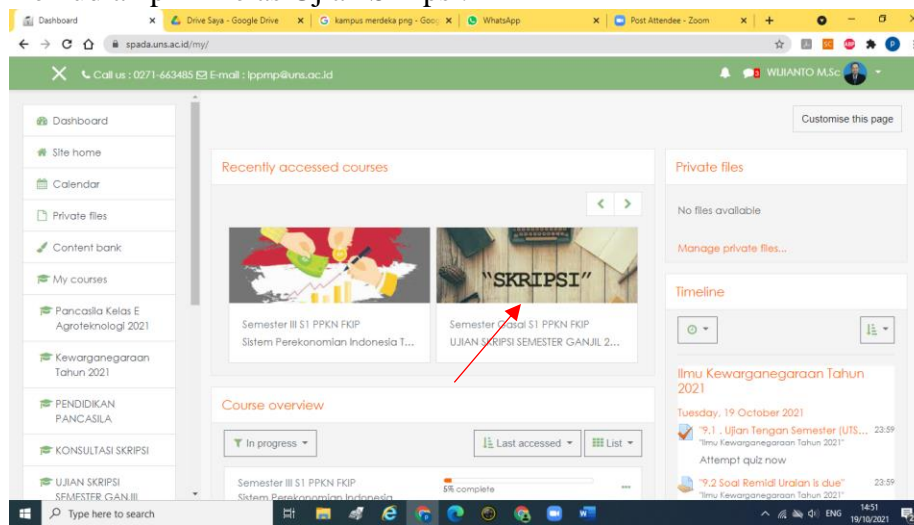 Dashboard
Drive Saya - Google Drive
kampus merdeka png - Goo
WhatsApp
Post Attendee - Zoom
spada.uns.ac.id/my/
Call us : 0271-663485 E-mail : lppmp@uns.ac.id
WIJIANTO M,Sc
Customise this page
Dashboard
Site home
Calendar
Private files
Content bank
My courses
Pancasila Kelas E
Agroteknologi 2021
Kewarganegaraan
Tahun 2021
PENDIDIKAN
PANCASILA
KONSULTASI SKRIPSI
UJIAN SKRIPSI
SEMESTER GANJIL
Recently accessed courses
"SKRIPSI"
Semester III S1 PPKN FKIP
Sistem Perekonomian Indonesia T...
Semester Gasal S1 PPKN FKIP
UJIAN SKRIPSI SEMESTER GANJIL 2...
Course overview
In progress
Last accessed
List
Semester III S1 PPKN FKIP
Sistem Perekonomian Indonesia
5% complete
Private files
No files available
Manage private files...
Timeline
Ilmu Kewarganegaraan Tahun
2021
Tuesday, 19 October 2021
"9.1 . Ujian Tengan Semester (UTS... 23:59
"Ilmu Kewarganegaraan Tahun 2021"
Attempt quiz now
"9.2 Soal Remidi Uraian is due" 23:59
"Ilmu Kewarganegaraan Tahun 2021"
Type here to search
ENG
14:51
19/10/2021